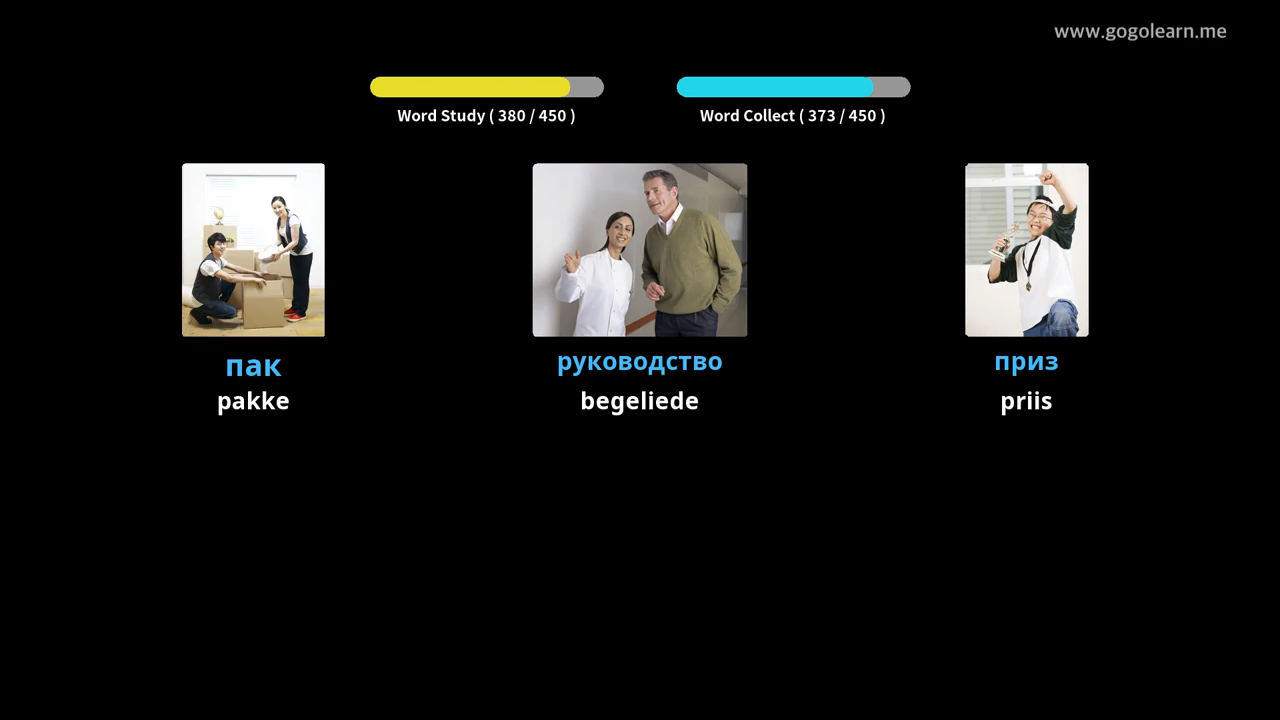 www.gogolearn.me
Word Study ( 380 / 450 )
Word Collect ( 373 / 450 )
пак
руководство
приз
pakke
begeliede
priis